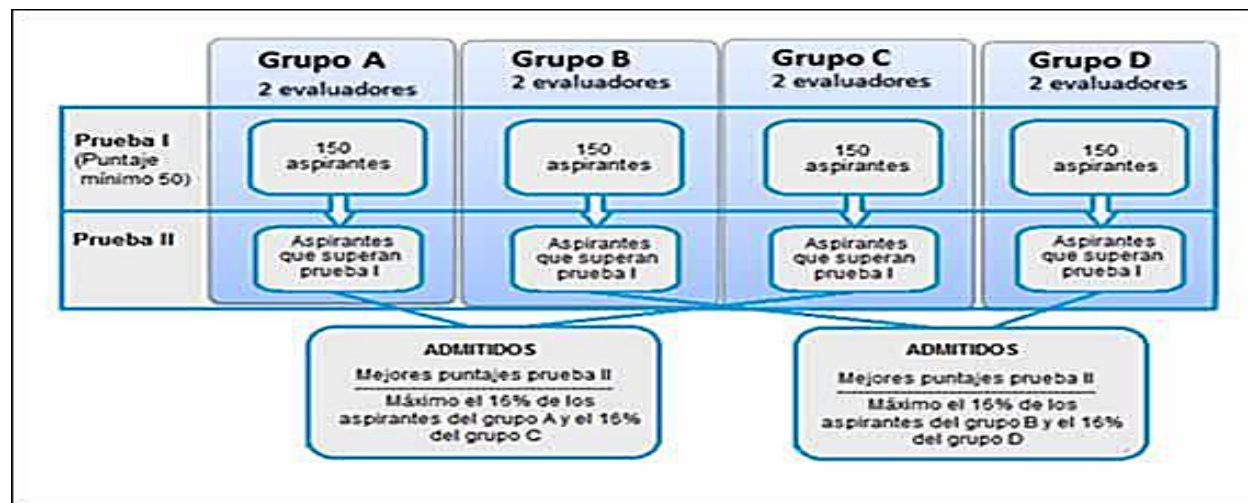 Grupo A
2 evaluadores
Grupo B
2 evaluadores
Grupo C
2 evaluadores
Grupo D
2 evaluadores
Prueba I
(Puntaje
mínimo 50)
150
aspirantes
150
aspirantes
150
aspirantes
150
aspirantes
Prueba II
Aspirantes
que superan
prueba I
Aspirantes
que superan
prueba I
Aspirantes
que superan
prueba I
Aspirantes
que superan
prueba I
ADMITIDOS
Mejores puntajes prueba II
Máximo el 16% de los
aspirantes del grupo A y el 16%
del grupo C
ADMITIDOS
Mejores puntajes prueba II
Máximo el 16% de los
aspirantes del grupo B y el 16%
del grupo D